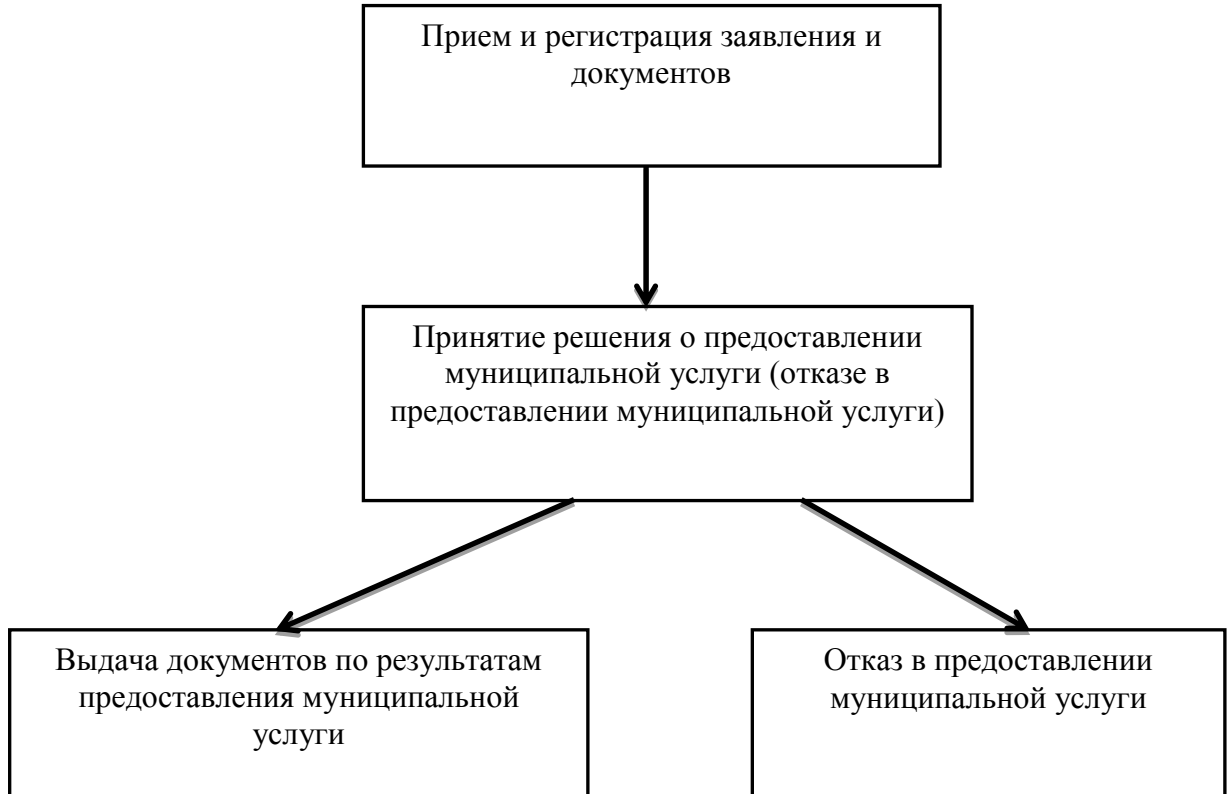 Прием и регистрация заявления и
документов
Принятие решения о предоставлении
муниципальной услуги (отказе в
предоставлении муниципальной услуги)
Выдача документов по результатам
предоставления муниципальной
услуги
Отказ в предоставлении
муниципальной услуги